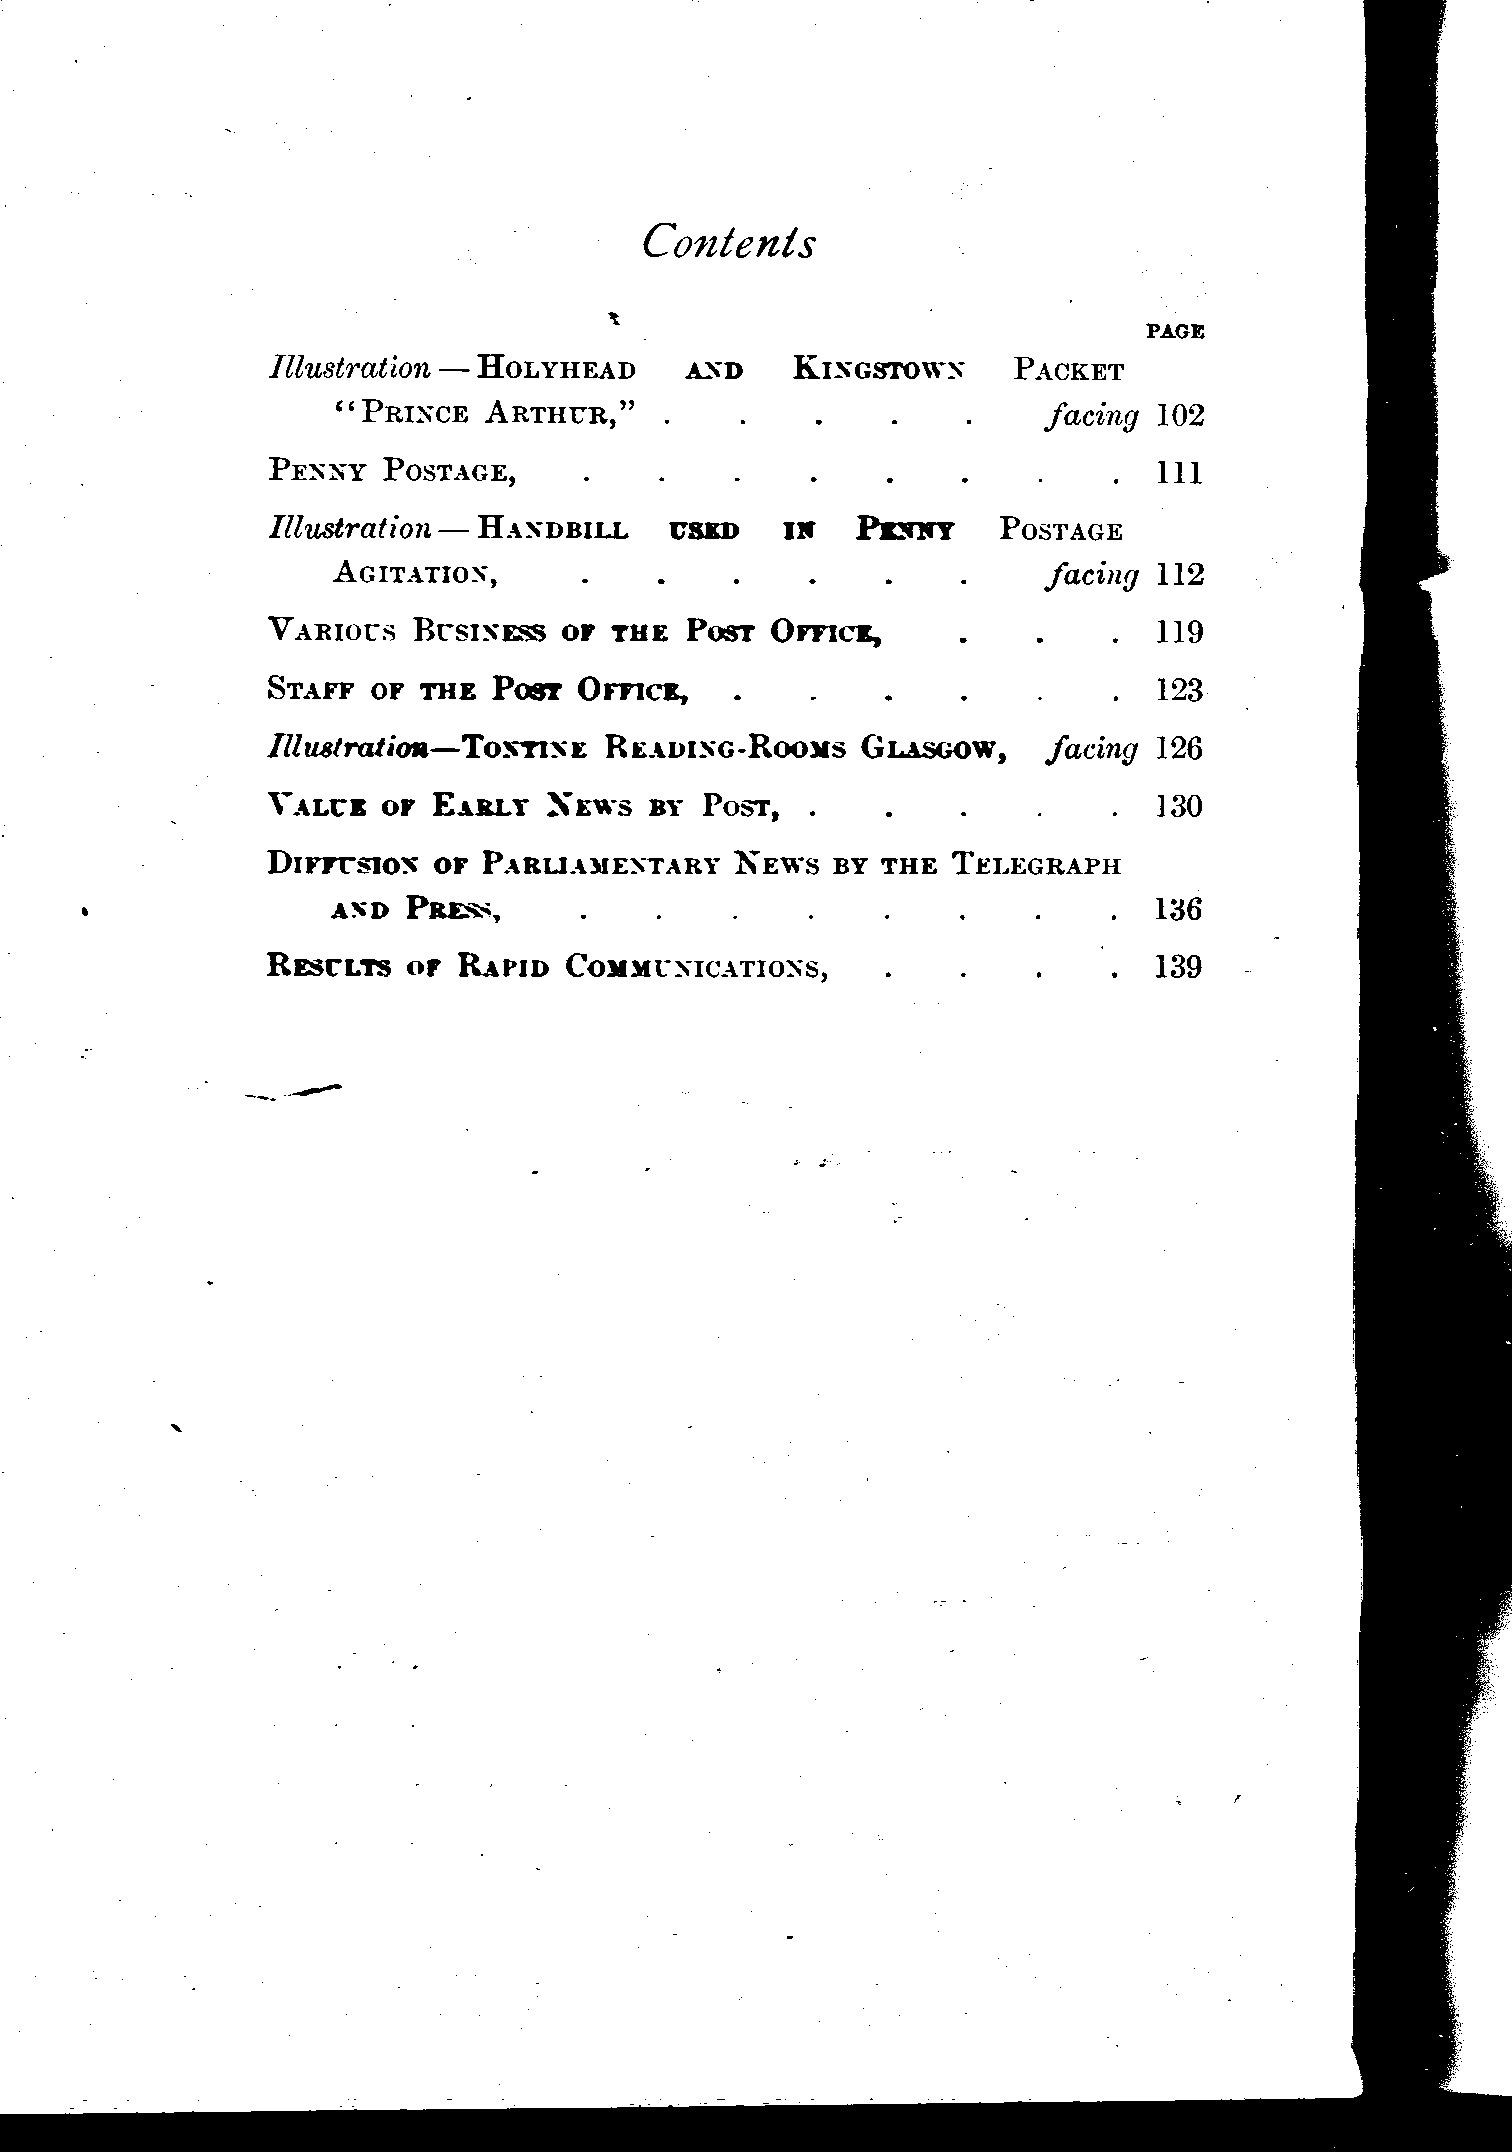 Contents
PAGE
Illustration — HOLYHEAD AND KINGSTOWN PACKET
"PRINCE ARTHUR," . . . . . facing 102
PENNY POSTAGE, . . . . . . . . 111
Illustration — HANDBILL USED IN PENNY POSTAGE
AGITATION, . . . . . . facing 112
VARIOUS BUSINESS OF THE POST OFFICE, . . . 119
STAFF OF THE POST OFFICE, . . . . . . 123
Illustration—TONTINE READING-ROOMS GLASGOW, facing 126
VALUE OF EARLY NEWS BY POST, . . . . . 130
DIFFUSION OF PARLIAMENTARY NEWS BY THE TELEGRAPH
AND PRESS, . . . . . . . . 136
RESULTS OF RAPID COMMUNICATIONS, . . . . 139